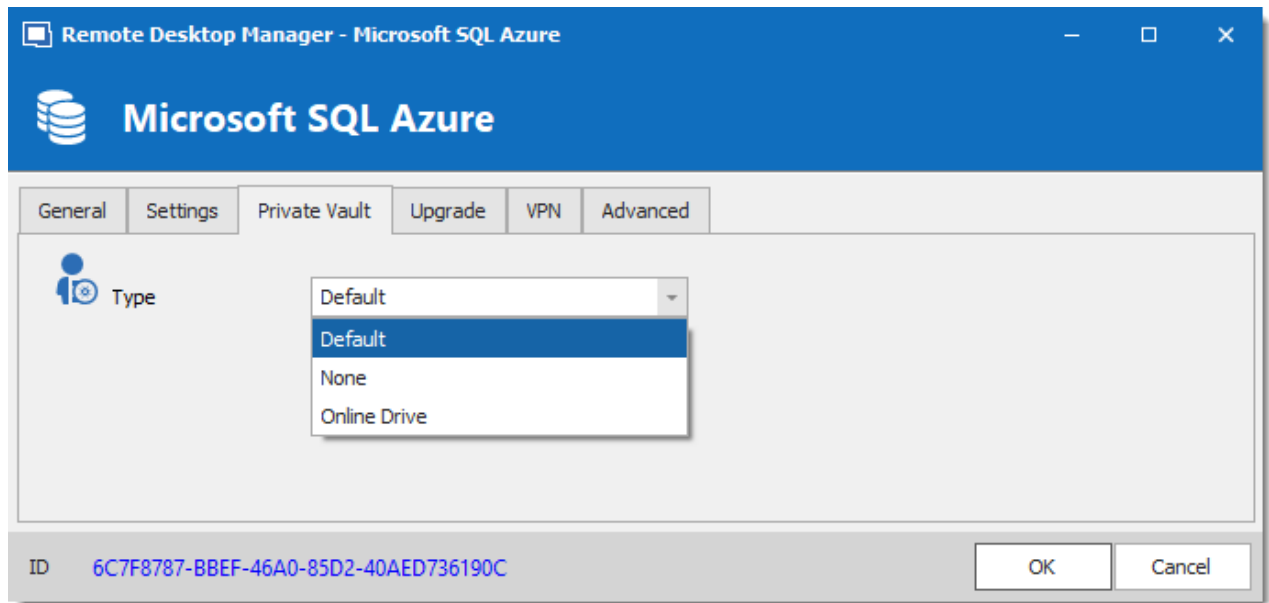 Remote Desktop Manager - Microsoft SQL Azure
Microsoft SQL Azure
General Settings Private Vault Upgrade VPN Advanced
Type Default
Default
None
Online Drive
ID 6C7F8787-BBEF-46A0-85D2-40AED736190C OK Cancel